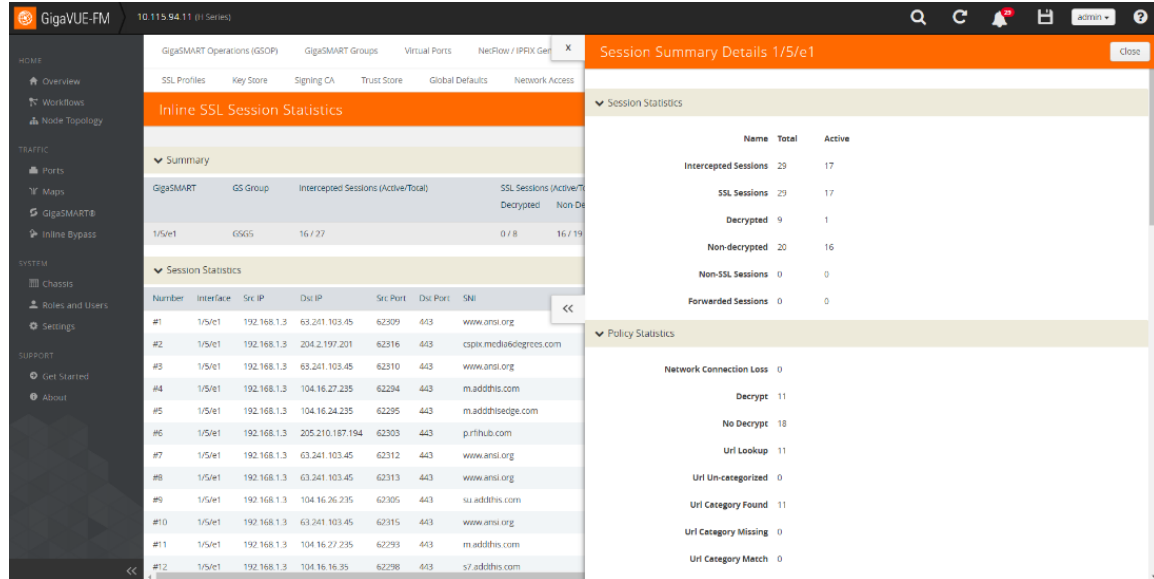 GigaVUE-FM
10.115.94.11 (H Series)
29
admin
?
HOME
Overview
Workflows
Node Topology
TRAFFIC
Ports
Maps
GigaSMART®
Inline Bypass
SYSTEM
Chassis
Roles and Users
Settings
SUPPORT
Get Started
About
GigaSMART Operations (GSOP) GigaSMART Groups Virtual Ports NetFlow / IPFIX Gen
x
SSL Profiles Key Store Signing CA Trust Store Global Defaults Network Access
Inline SSL Session Statistics
Summary
GigaSMART GS Group Intercepted Sessions (Active/Total) SSL Sessions (Active/To
Decrypted Non-De
1/5/e1 GSG5 16 / 27 0 / 8 16 / 19
Session Statistics
Number Interface Src IP Dst IP Src Port Dst Port SNI
#1 1/5/e1 192.168.1.3 63.241.103.45 62309 443 www.ansi.org
#2 1/5/e1 192.168.1.3 204.2.197.201 62316 443 cspix.media6degrees.com
#3 1/5/e1 192.168.1.3 63.241.103.45 62310 443 www.ansi.org
#4 1/5/e1 192.168.1.3 104.16.27.235 62294 443 m.addthis.com
#5 1/5/e1 192.168.1.3 104.16.24.235 62295 443 m.addthisedge.com
#6 1/5/e1 192.168.1.3 205.210.187.194 62303 443 p.rfihub.com
#7 1/5/e1 192.168.1.3 63.241.103.45 62312 443 www.ansi.org
#8 1/5/e1 192.168.1.3 63.241.103.45 62313 443 www.ansi.org
#9 1/5/e1 192.168.1.3 104.16.26.235 62305 443 su.addthis.com
#10 1/5/e1 192.168.1.3 63.241.103.45 62315 443 www.ansi.org
#11 1/5/e1 192.168.1.3 104.16.27.235 62293 443 m.addthis.com
#12 1/5/e1 192.168.1.3 104.16.16.35 62298 443 s7.addthis.com
Session Summary Details 1/5/e1
Close
Session Statistics
Name Total Active
Intercepted Sessions 29 17
SSL Sessions 29 17
Decrypted 9 1
Non-decrypted 20 16
Non-SSL Sessions 0 0
Forwarded Sessions 0 0
Policy Statistics
Network Connection Loss 0
Decrypt 11
No Decrypt 18
Url Lookup 11
Url Un-categorized 0
Url Category Found 11
Url Category Missing 0
Url Category Match 0